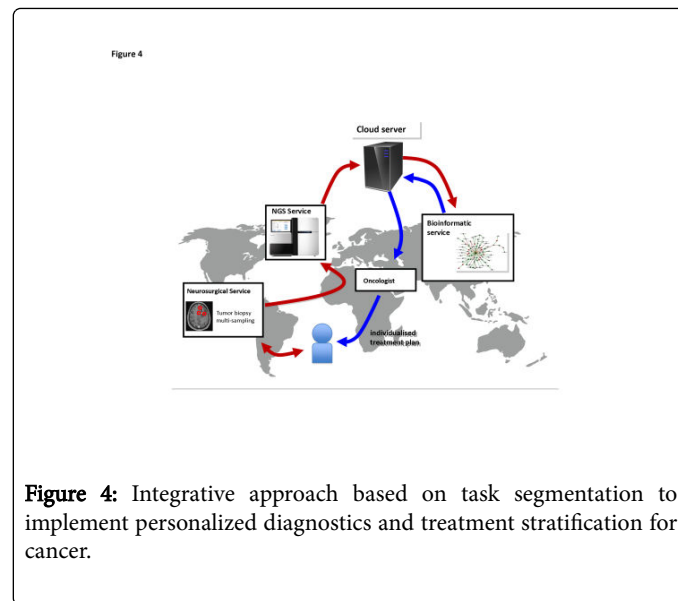 Figure 4
Cloud server
NGS Service
Bioinformatic
service
Oncologist
Neurosurgical Service
Tumor biopsy
multi-sampling
individualised
treatment plan
Figure 4: Integrative approach based on task segmentation to
implement personalized diagnostics and treatment stratification for
cancer.